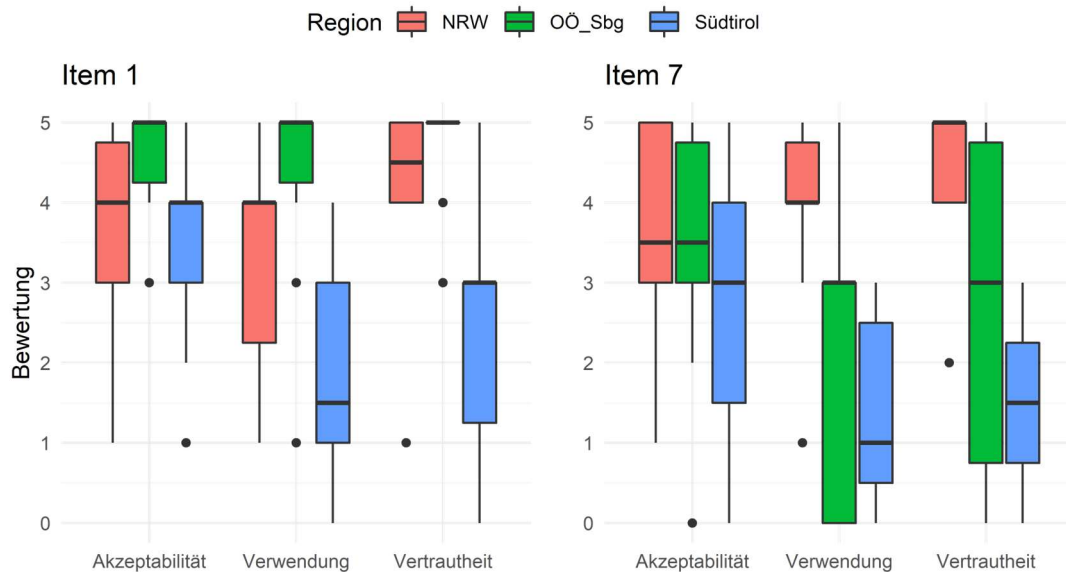 Region NRW OÖ_Sbg Südtirol
Item 1
Bewertung
5
4
3
2
1
0
Akzeptabilität Verwendung Vertrautheit
Item 7
5
4
3
2
1
0
Akzeptabilität Verwendung Vertrautheit